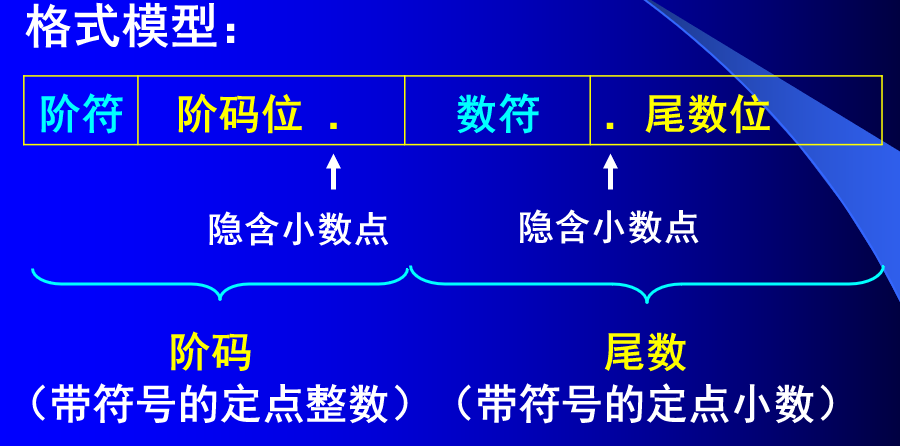 格式模型：
阶符 阶码位 . 数符 . 尾数位
隐含小数点 隐含小数点
阶码 尾数
（带符号的定点整数） （带符号的定点小数）